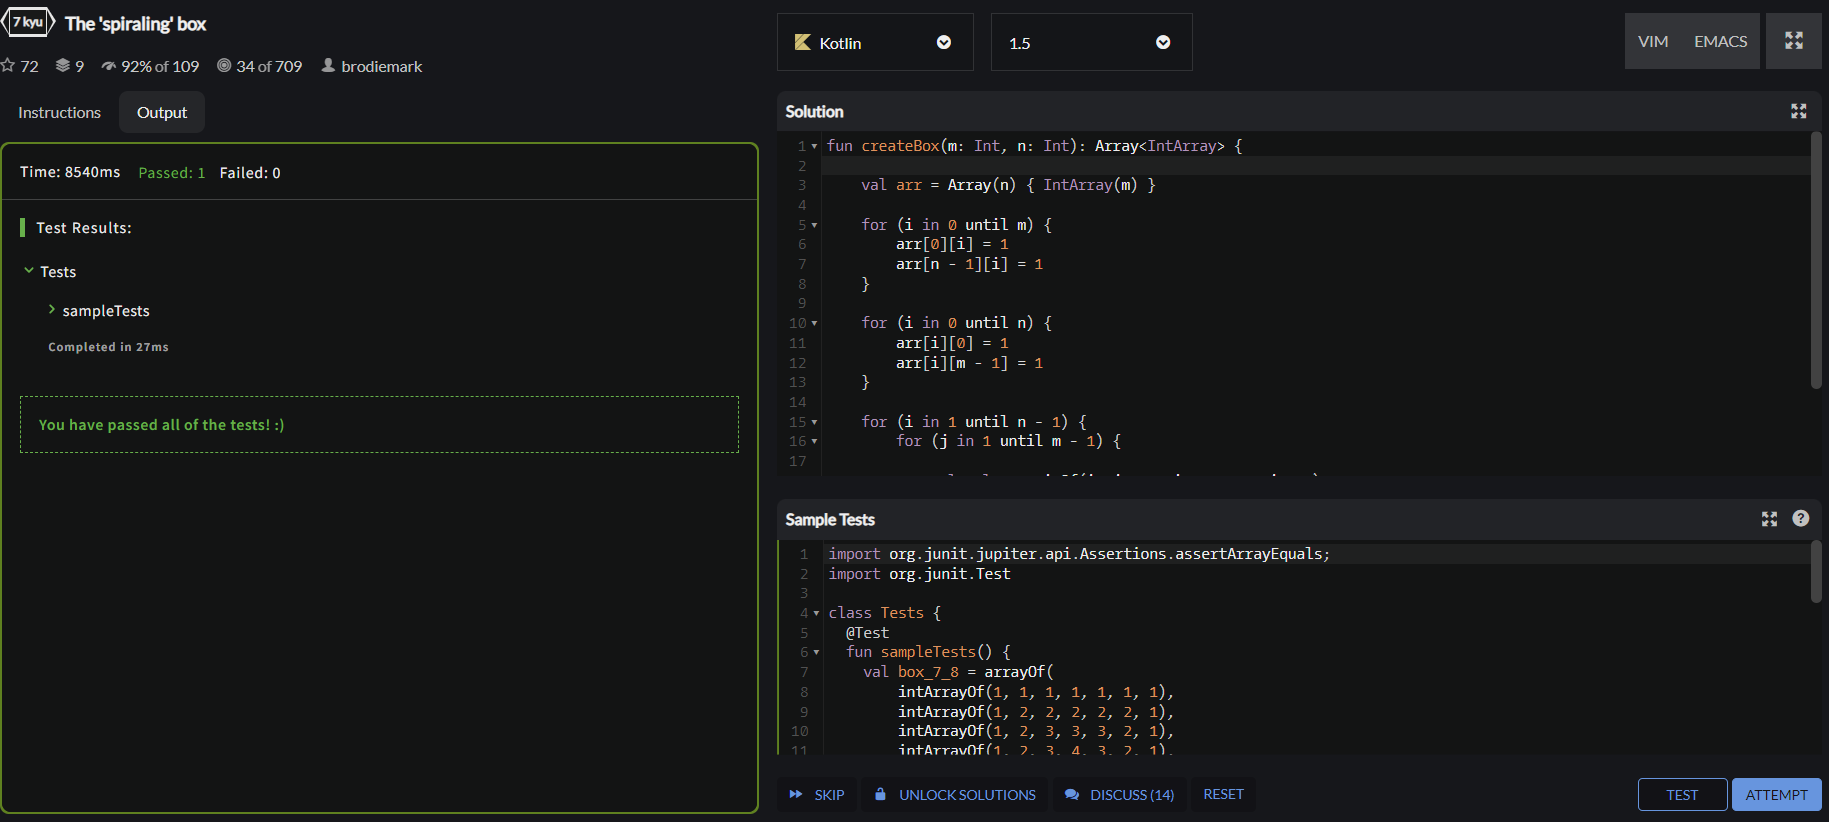 7 kyu The 'spiraling' box
72 9 92% of 109 34 of 709 brodiemark
Instructions Output
Time: 8540ms Passed: 1 Failed: 0
Test Results:
Tests
sampleTests
Completed in 27ms
You have passed all of the tests! :)
Kotlin 1.5 VIM EMACS
Solution
1 fun createBox(m: Int, n: Int): Array<IntArray> {
2
3 val arr = Array(n) { IntArray(m) }
4
5 for (i in 0 until m) {
6 arr[0][i] = 1
7 arr[n - 1][i] = 1
8 }
9
10 for (i in 0 until n) {
11 arr[i][0] = 1
12 arr[i][m - 1] = 1
13 }
14
15 for (i in 1 until n - 1) {
16 for (j in 1 until m - 1) {
17
Sample Tests
1 import org.junit.jupiter.api.Assertions.assertArrayEquals;
2 import org.junit.Test
3
4 class Tests {
5 @Test
6 fun sampleTests() {
7 val box_7_8 = arrayOf(
8 intArrayOf(1, 1, 1, 1, 1, 1, 1),
9 intArrayOf(1, 2, 2, 2, 2, 2, 1),
10 intArrayOf(1, 2, 3, 3, 3, 2, 1),
11 intArrayOf(1, 2, 3, 4, 3, 2, 1),
SKIP UNLOCK SOLUTIONS DISCUSS (14) RESET TEST ATTEMPT